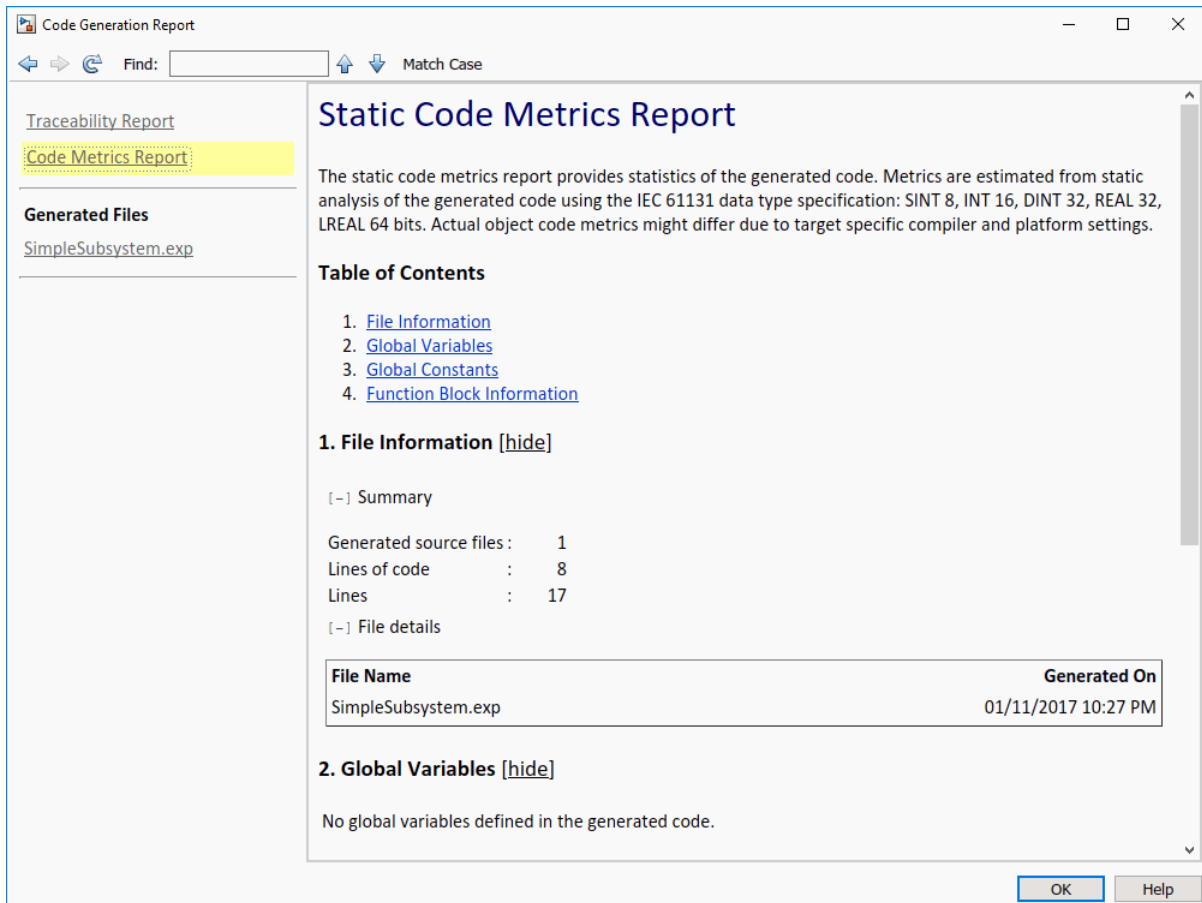 Code Generation Report
Find:
Match Case
Traceability Report
Code Metrics Report
Generated Files
SimpleSubsystem.exp
Static Code Metrics Report
The static code metrics report provides statistics of the generated code. Metrics are estimated from static
analysis of the generated code using the IEC 61131 data type specification: SINT 8, INT 16, DINT 32, REAL 32,
LREAL 64 bits. Actual object code metrics might differ due to target specific compiler and platform settings.
Table of Contents
1. File Information
2. Global Variables
3. Global Constants
4. Function Block Information
1. File Information [hide]
[-] Summary
Generated source files : 1
Lines of code : 8
Lines : 17
[-] File details
File Name Generated On
SimpleSubsystem.exp 01/11/2017 10:27 PM
2. Global Variables [hide]
No global variables defined in the generated code.
OK Help